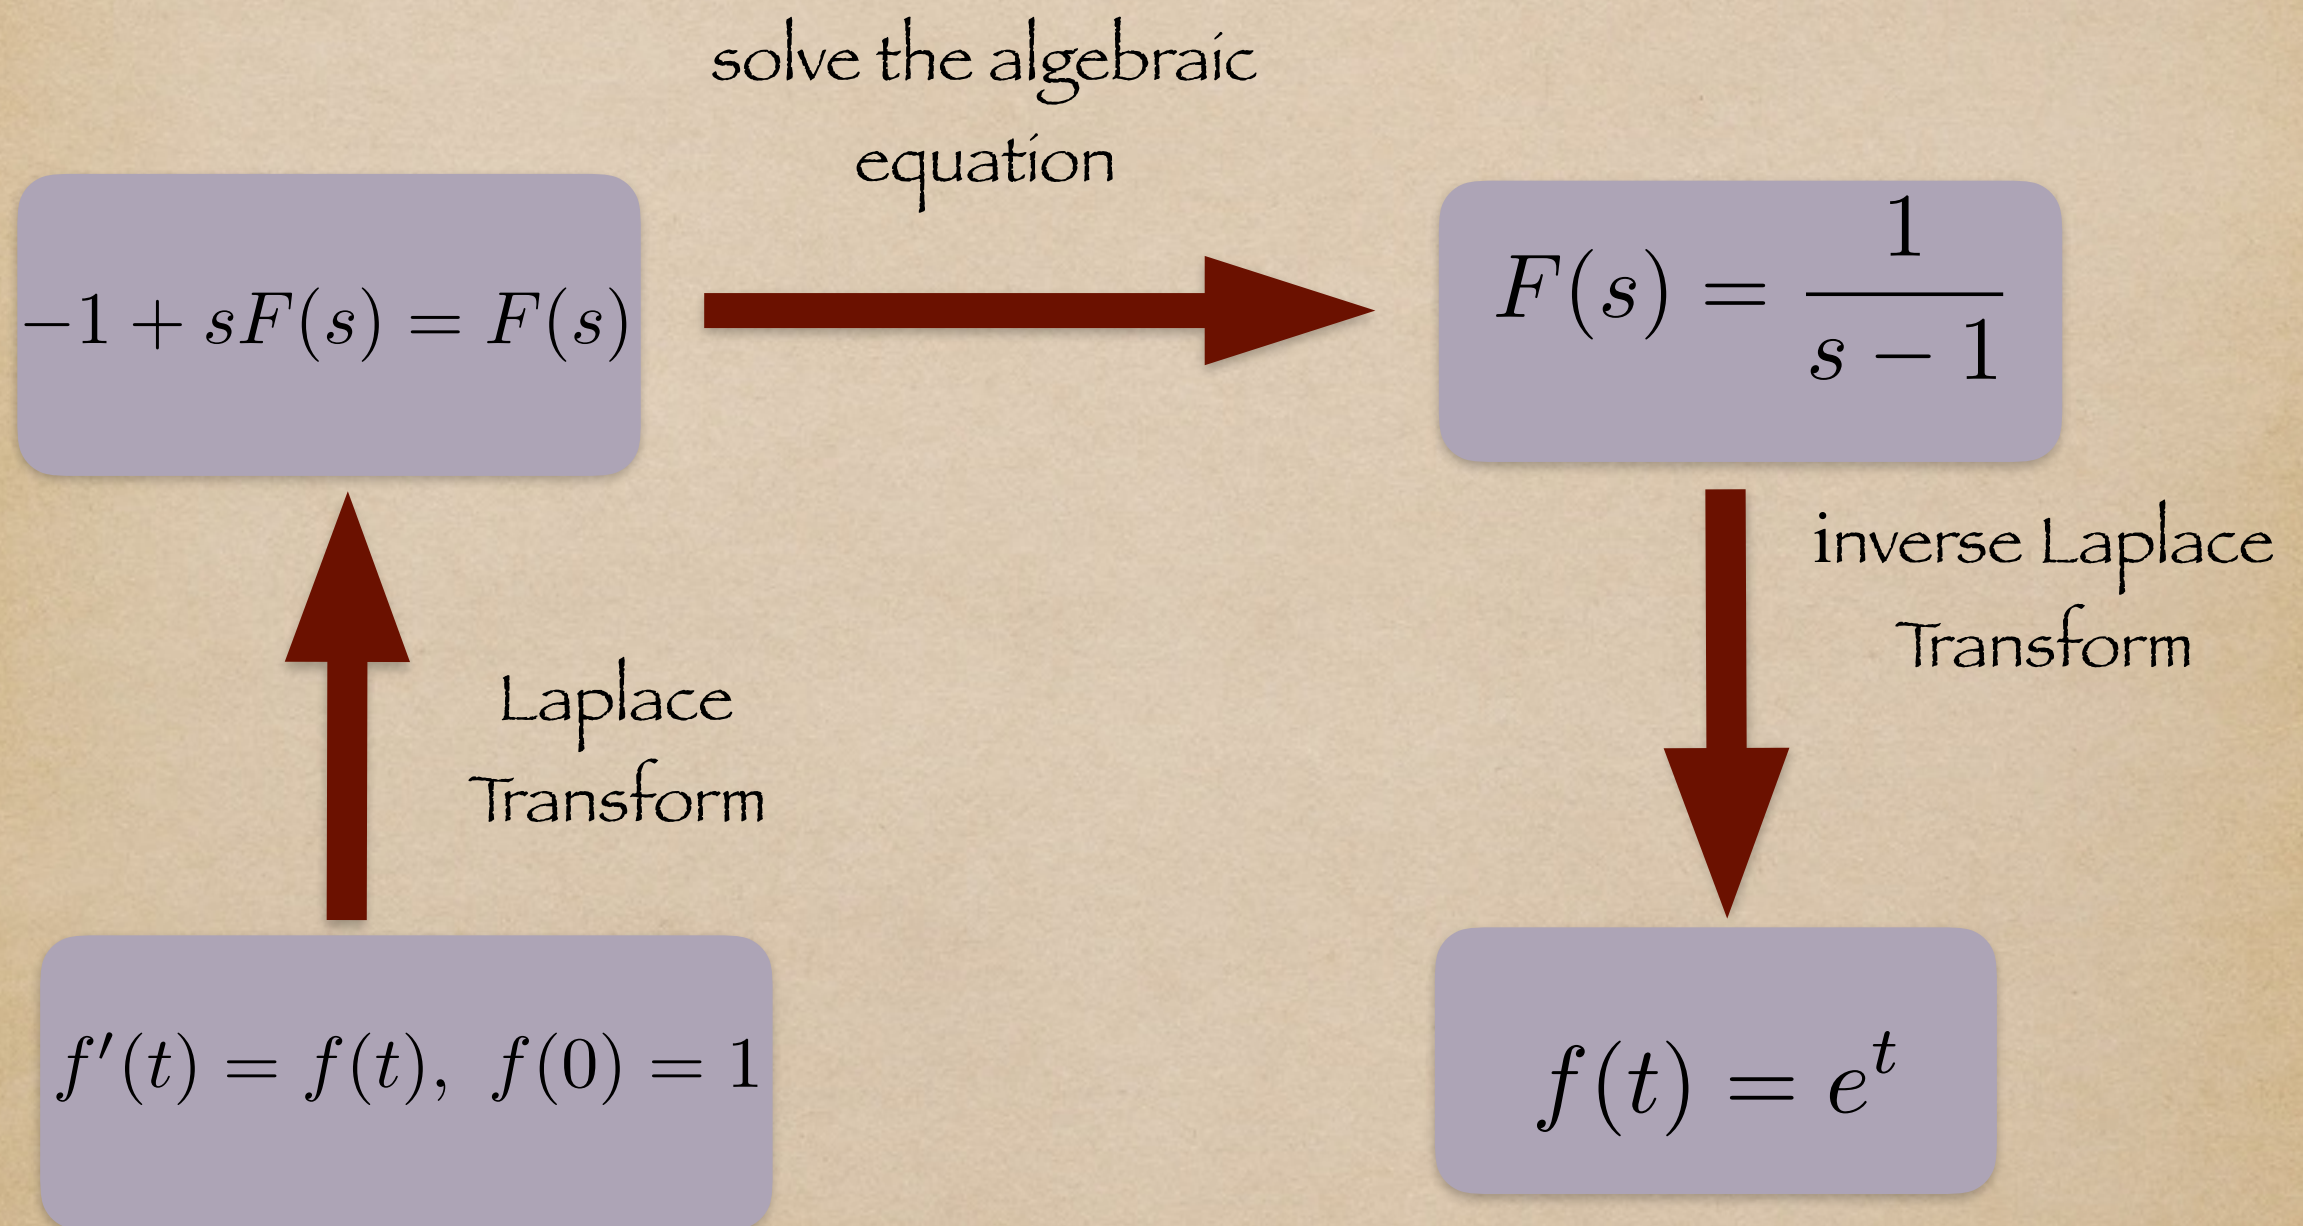 solve the algebraic
equation
−1 + sF(s) = F(s)
F(s) = 1/(s − 1)
inverse Laplace
Transform
Laplace
Transform
f′(t) = f(t), f(0) = 1
f(t) = e^t